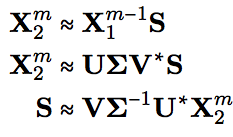 X₂ᵐ ≈ X₁ᵐ⁻¹S
X₂ᵐ ≈ UΣV*S
S ≈ VΣ⁻¹U*X₂ᵐ